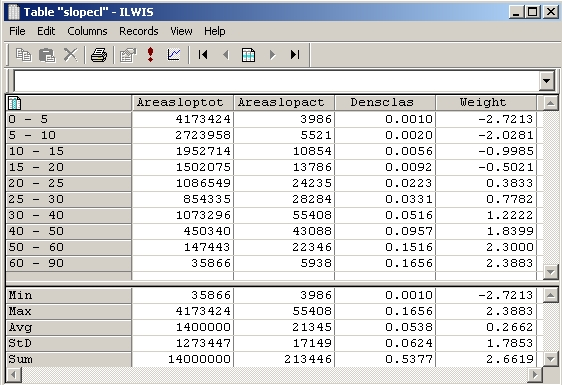 Table "slopecl" - ILWIS
File Edit Columns Records View Help
Areasloptot Areaslopact Densclas Weight
0 - 5 4173424 3986 0.0010 -2.7213
5 - 10 2723958 5521 0.0020 -2.0281
10 - 15 1952714 10854 0.0056 -0.9985
15 - 20 1502075 13786 0.0092 -0.5021
20 - 25 1086549 24235 0.0223 0.3833
25 - 30 854335 28284 0.0331 0.7782
30 - 40 1073296 55408 0.0516 1.2222
40 - 50 450340 43088 0.0957 1.8399
50 - 60 147443 22346 0.1516 2.3000
60 - 90 35866 5938 0.1656 2.3883
Min 35866 3986 0.0010 -2.7213
Max 4173424 55408 0.1656 2.3883
Avg 1400000 21345 0.0538 0.2662
StD 1273447 17149 0.0624 1.7853
Sum 14000000 213446 0.5377 2.6619